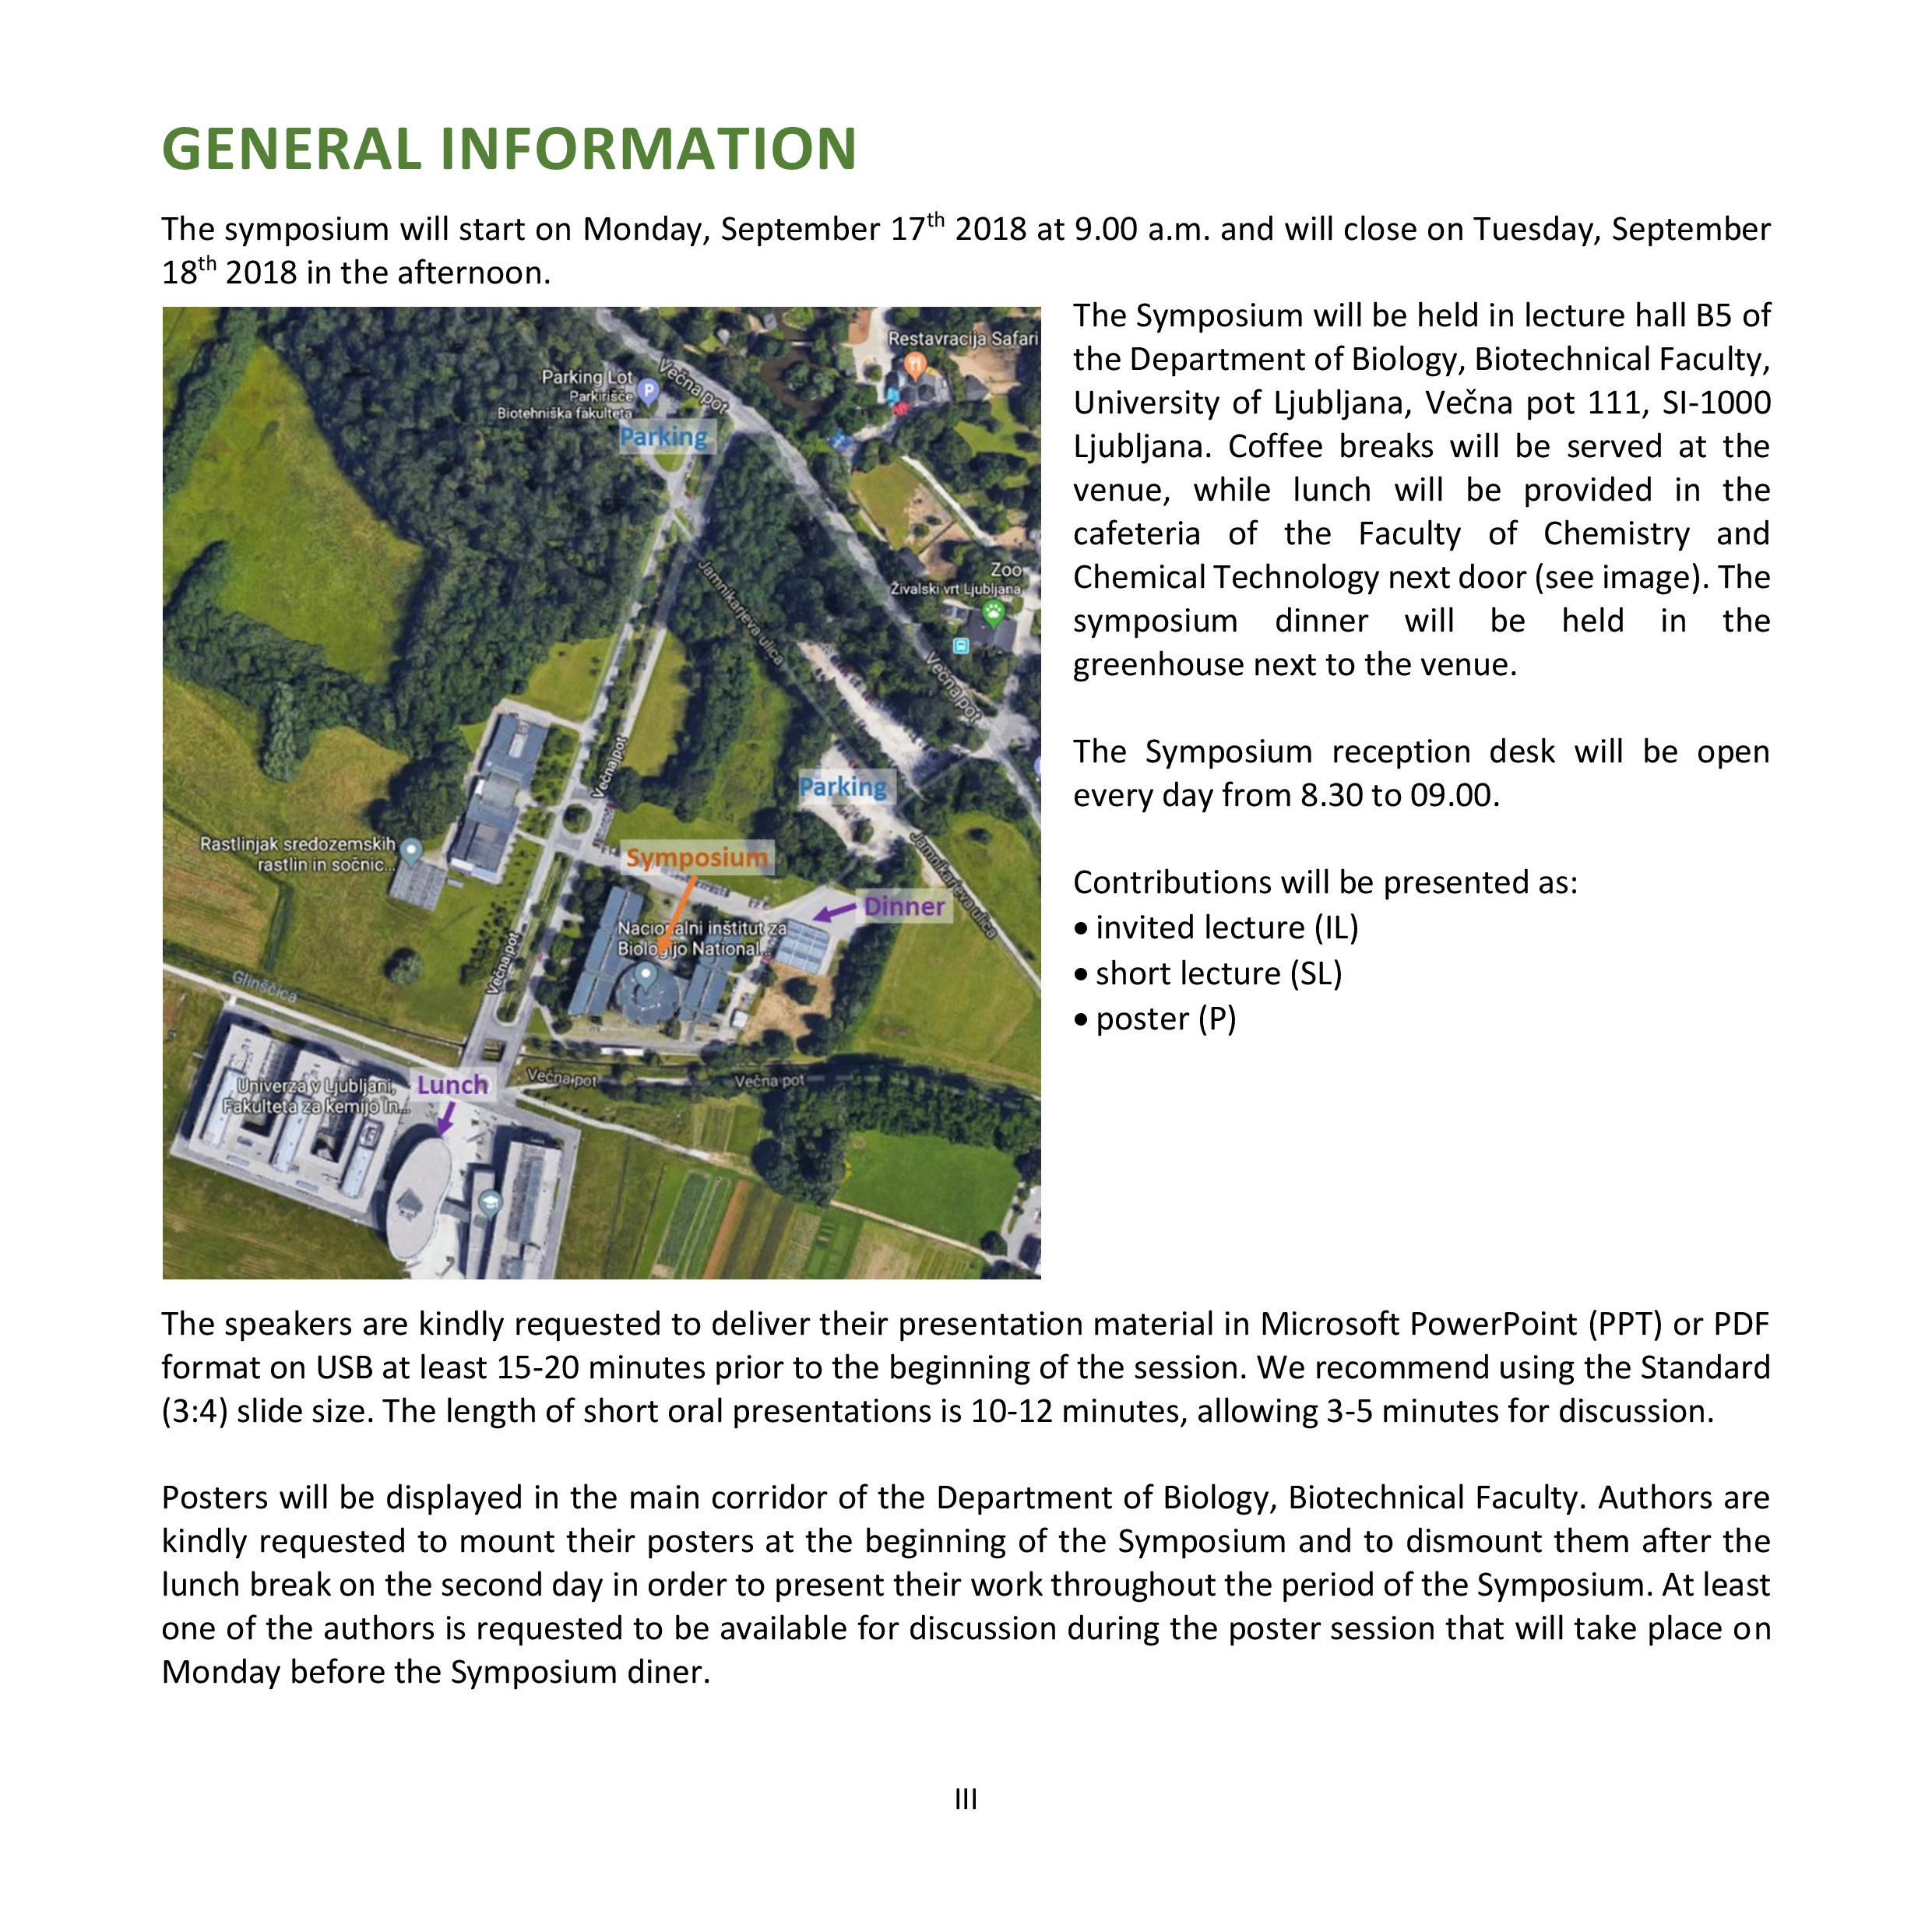 GENERAL INFORMATION
The symposium will start on Monday, September 17th 2018 at 9.00 a.m. and will close on Tuesday, September
18th 2018 in the afternoon.
Restavracija Safari
Parking Lot
Parkirišče
Biotehniška fakulteta
Večna pot
Parking
Jamnikarjeva ulica
Zoo
Živalski vrt Ljubljana
Večna pot
Večna pot
Parking
Rastlinjak sredozemskih
rastlin in sočnic...
Symposium
Jamnikarjeva ulica
Dinner
Nacionalni inštitut za
Biologijo National...
Večna pot
Glinščica
Univerza v Ljubljani,
Fakulteta za kemijo in...
Lunch
Večna pot
Večna pot
The Symposium will be held in lecture hall B5 of
the Department of Biology, Biotechnical Faculty,
University of Ljubljana, Večna pot 111, SI-1000
Ljubljana. Coffee breaks will be served at the
venue, while lunch will be provided in the
cafeteria of the Faculty of Chemistry and
Chemical Technology next door (see image). The
symposium dinner will be held in the
greenhouse next to the venue.
The Symposium reception desk will be open
every day from 8.30 to 09.00.
Contributions will be presented as:
• invited lecture (IL)
• short lecture (SL)
• poster (P)
The speakers are kindly requested to deliver their presentation material in Microsoft PowerPoint (PPT) or PDF
format on USB at least 15-20 minutes prior to the beginning of the session. We recommend using the Standard
(3:4) slide size. The length of short oral presentations is 10-12 minutes, allowing 3-5 minutes for discussion.
Posters will be displayed in the main corridor of the Department of Biology, Biotechnical Faculty. Authors are
kindly requested to mount their posters at the beginning of the Symposium and to dismount them after the
lunch break on the second day in order to present their work throughout the period of the Symposium. At least
one of the authors is requested to be available for discussion during the poster session that will take place on
Monday before the Symposium diner.
III